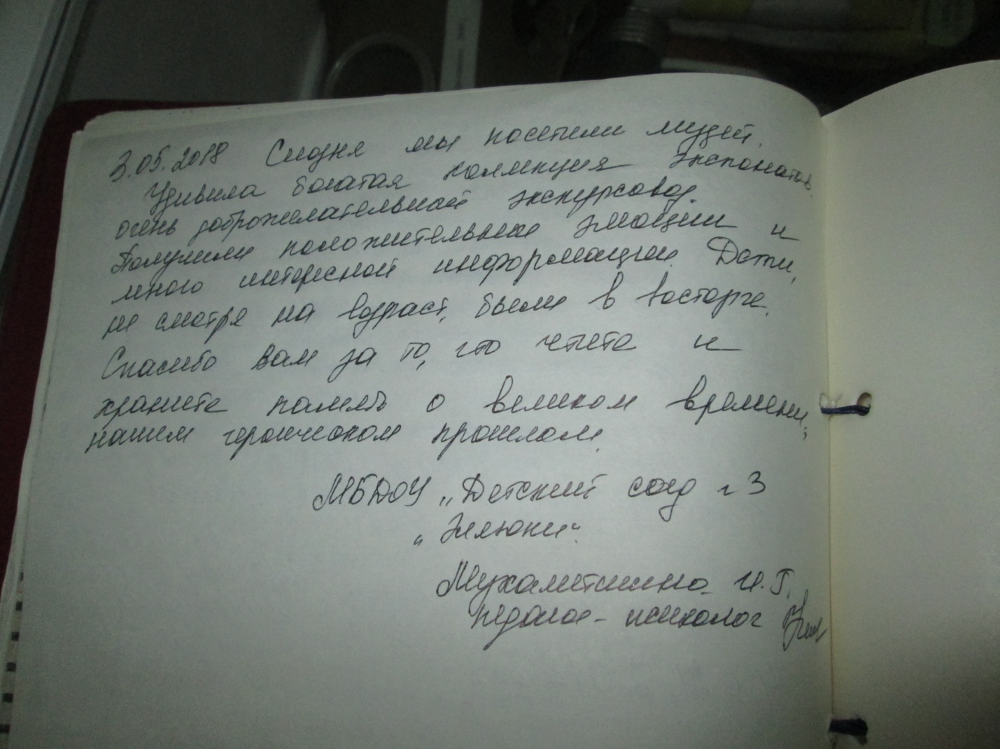 3.05.2018 Сегодня мы посетили музей.
Удивила богатая коллекция экспонатов,
очень доброжелательный экскурсовод.
Получили положительные эмоции и
много интересной информации. Дети,
не смотря на возраст, были в восторге.
Спасибо вам за то, что чтете и
храните память о великом времени,
нашем героическом прошлом.
МБДОУ „Детский сад № 3
„
Мухаметшина И.Г.
педагог-психолог